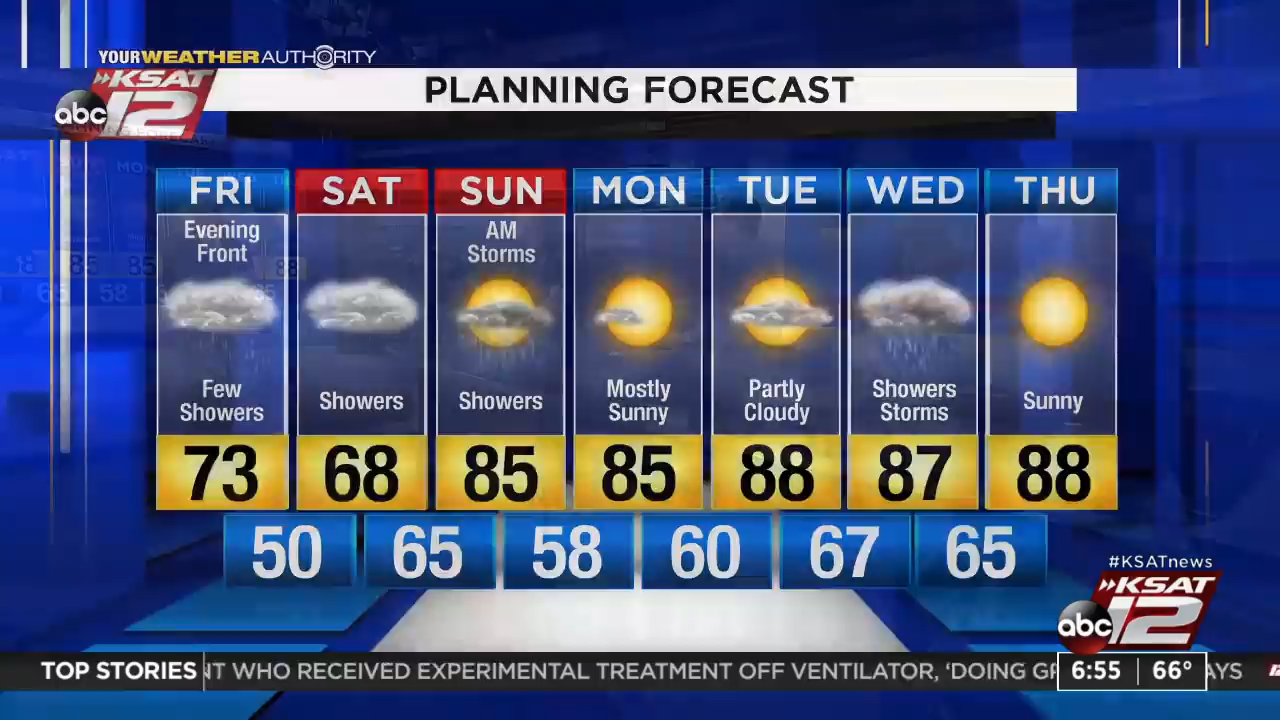 YOURWEATHERAUTHORITY
KSAT
abc 12
PLANNING FORECAST
FRI SAT SUN MON TUE WED THU
Evening
Front
AM
Storms
Few
Showers
Showers
Showers
Mostly
Sunny
Partly
Cloudy
Showers
Storms
Sunny
73 68 85 85 88 87 88
50 65 58 60 67 65
#KSATnews
KSAT
abc 12
TOP STORIES NT WHO RECEIVED EXPERIMENTAL TREATMENT OFF VENTILATOR, 'DOING 6:55 66° AYS